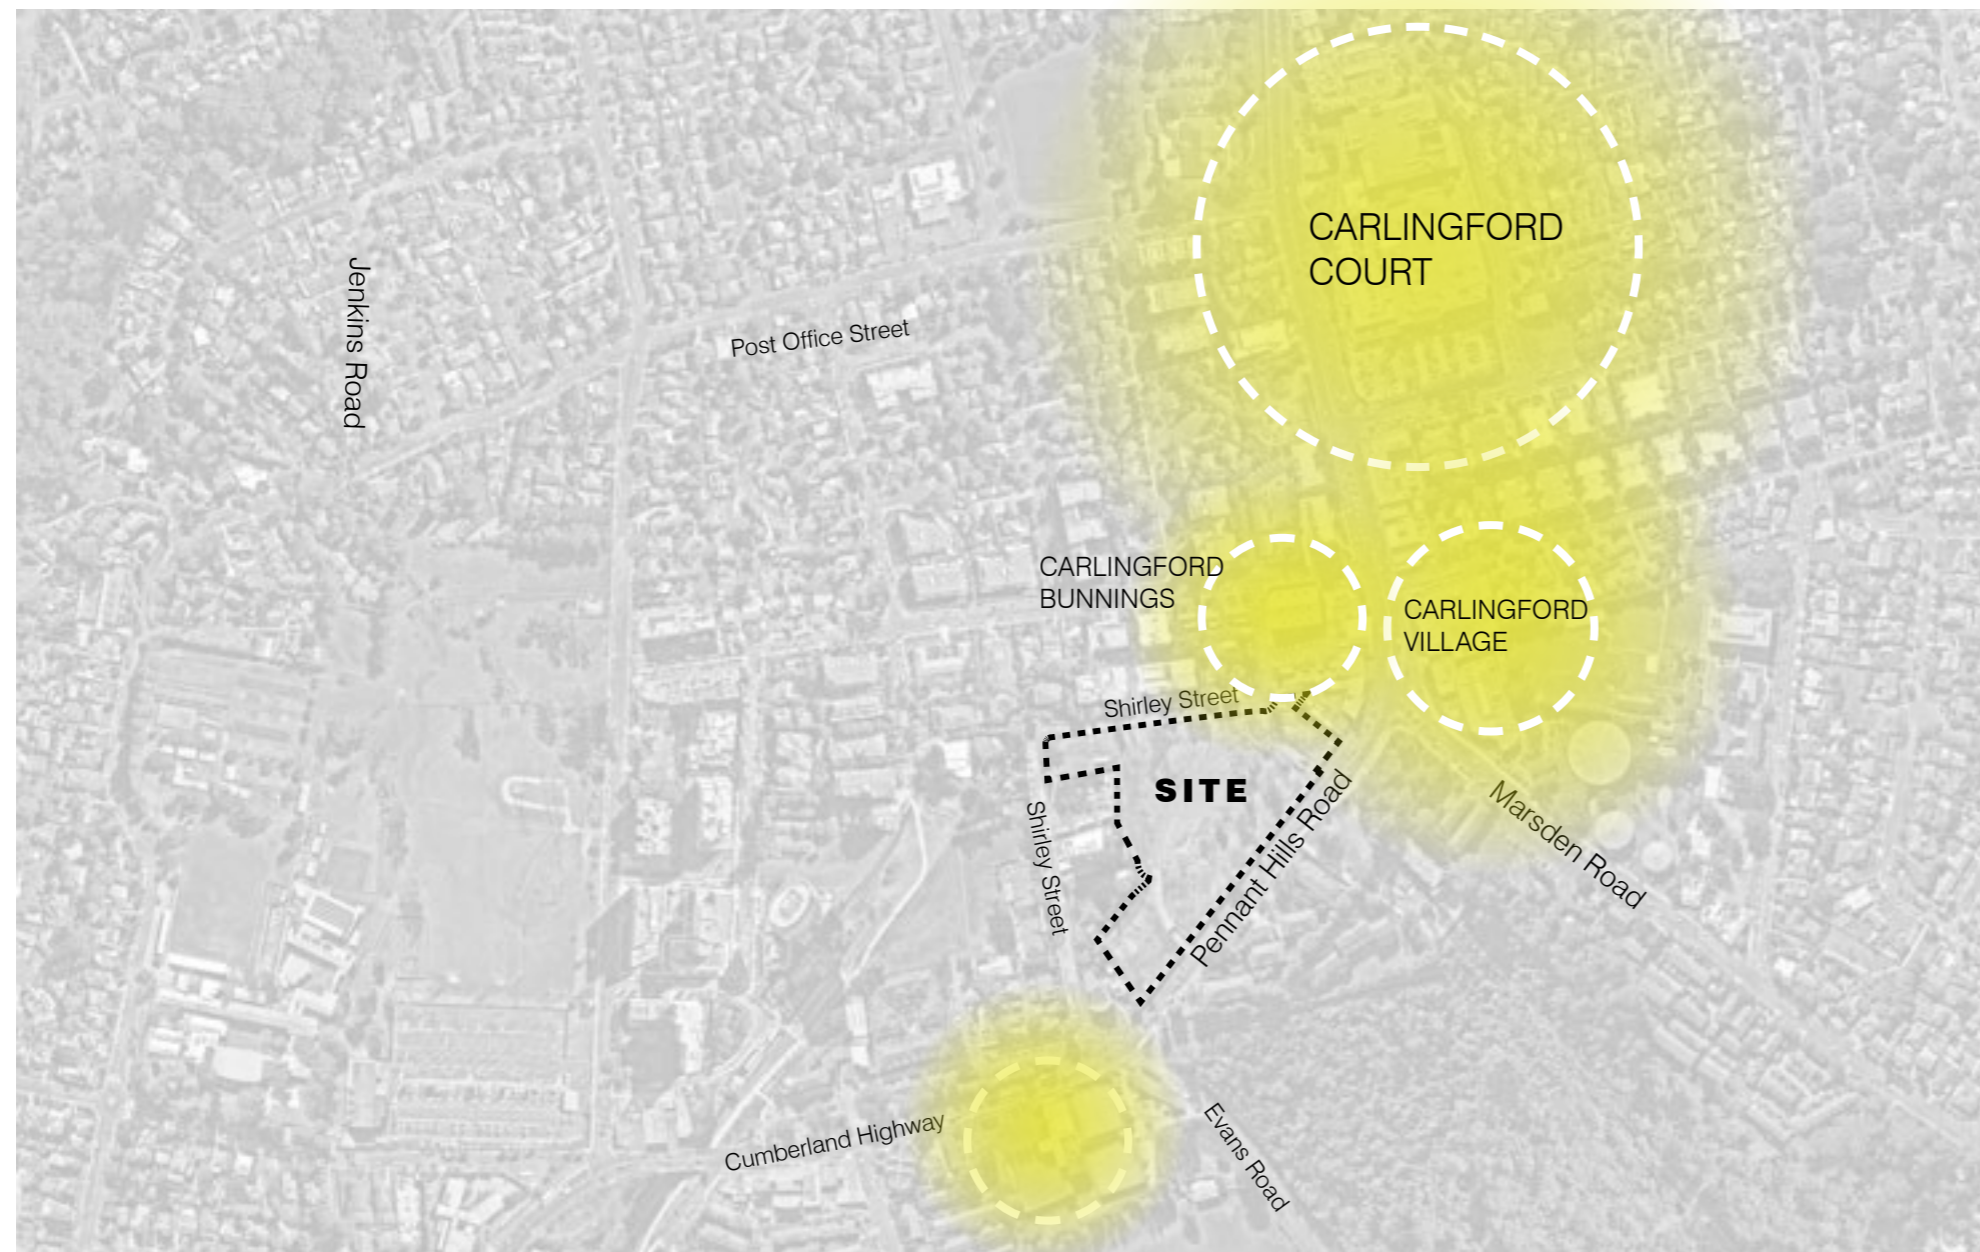 CARLINGFORD
COURT
Jenkins Road
Post Office Street
CARLINGFORD
BUNNINGS
CARLINGFORD
VILLAGE
Shirley Street
SITE
Shirley Street
Pennant Hills Road
Marsden Road
Cumberland Highway
Evans Road